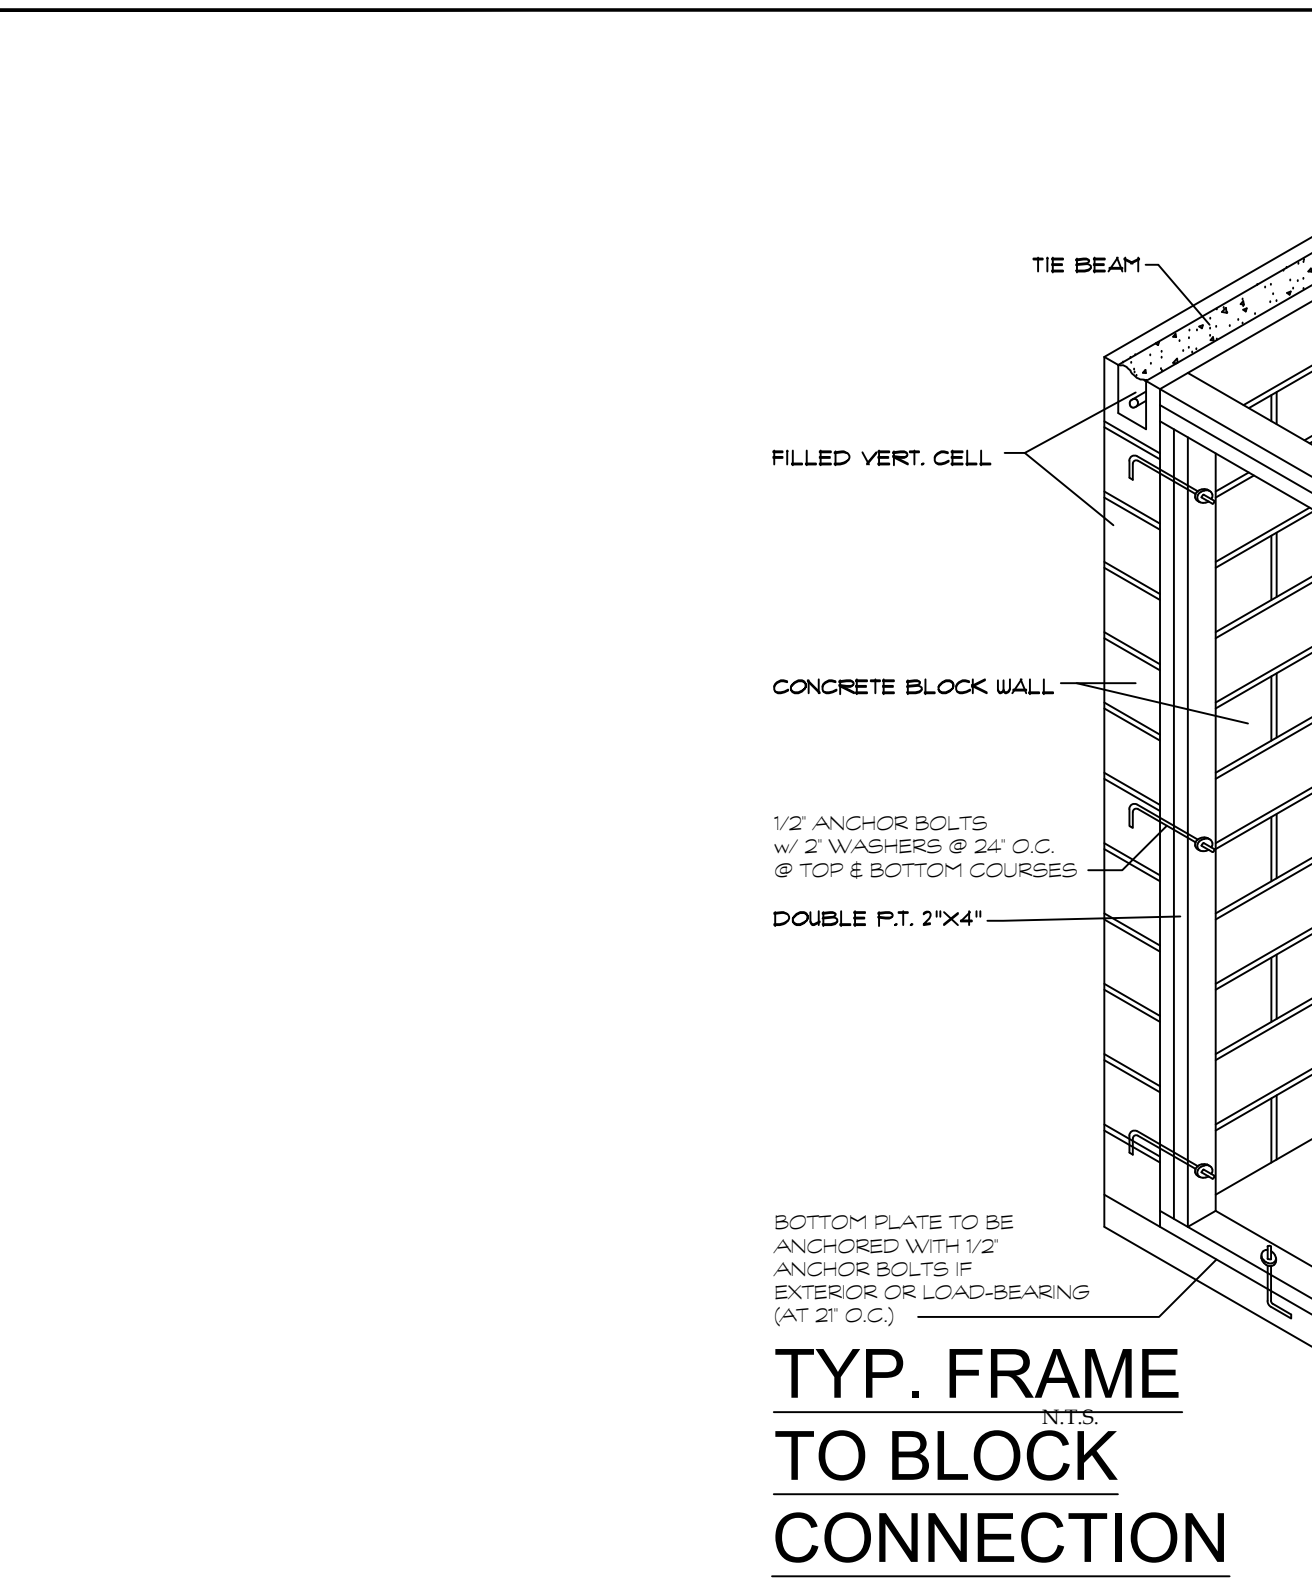 TIE BEAM
FILLED VERT. CELL
CONCRETE BLOCK WALL
1/2" ANCHOR BOLTS
w/ 2" WASHERS @ 24" O.C.
@ TOP & BOTTOM COURSES
DOUBLE P.T. 2"X4"
BOTTOM PLATE TO BE
ANCHORED WITH 1/2"
ANCHOR BOLTS IF
EXTERIOR OR LOAD-BEARING
(AT 21" O.C.)
TYP. FRAME
N.T.S.
TO BLOCK
CONNECTION